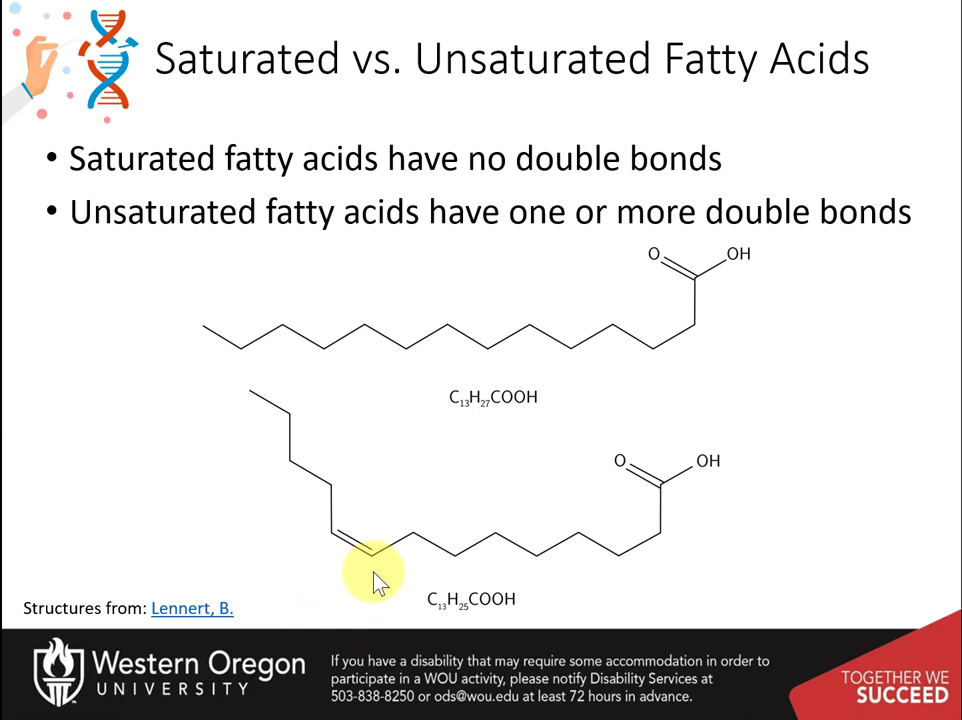 Saturated vs. Unsaturated Fatty Acids
• Saturated fatty acids have no double bonds
• Unsaturated fatty acids have one or more double bonds
O OH
C₁₃H₂₇COOH
O OH
C₁₃H₂₅COOH
Structures from: Lennert, B.
Western Oregon
UNIVERSITY
If you have a disability that may require some accommodation in order to
participate in a WOU activity, please notify Disability Services at
503-838-8250 or ods@wou.edu at least 72 hours in advance.
TOGETHER WE
SUCCEED